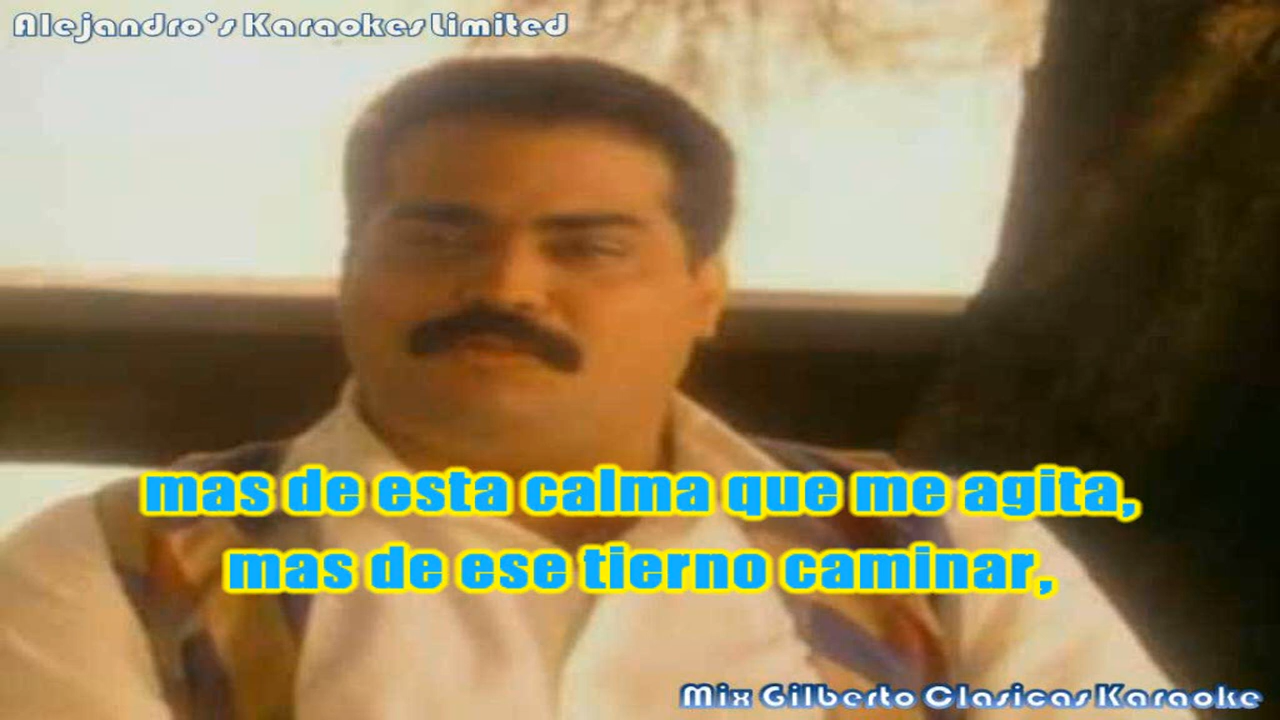 Alejandro's Karaokes Limited
mas de esta calma que me agita,
mas de ese tierno caminar,
Mix Gilberto Clasicas Karaoke